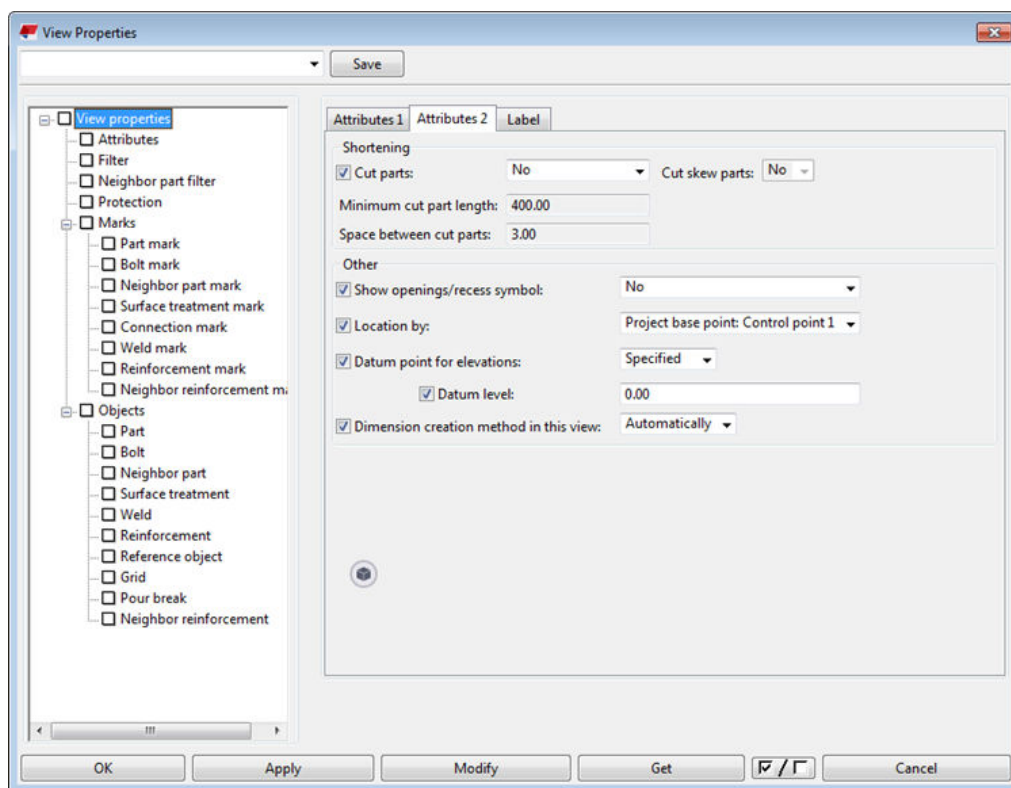 View Properties
Save
View properties
Attributes
Filter
Neighbor part filter
Protection
Marks
Part mark
Bolt mark
Neighbor part mark
Surface treatment mark
Connection mark
Weld mark
Reinforcement mark
Neighbor reinforcement
Objects
Part
Bolt
Neighbor part
Surface treatment
Weld
Reinforcement
Reference object
Grid
Pour break
Neighbor reinforcement
Attributes 1 Attributes 2 Label
Shortening
Cut parts: No Cut skew parts: No
Minimum cut part length: 400.00
Space between cut parts: 3.00
Other
Show openings/recess symbol: No
Location by: Project base point: Control point 1
Datum point for elevations: Specified
Datum level: 0.00
Dimension creation method in this view: Automatically
OK Apply Modify Get / Cancel